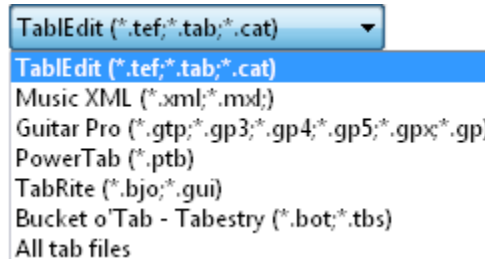 TablEdit (*.tef;*.tab;*.cat)
TablEdit (*.tef;*.tab;*.cat)
Music XML (*.xml;*.mxl;)
Guitar Pro (*.gtp;*.gp3;*.gp4;*.gp5;*.gpx;*.gp)
PowerTab (*.ptb)
TabRite (*.bjo;*.gui)
Bucket o'Tab - Tabestry (*.bot;*.tbs)
All tab files